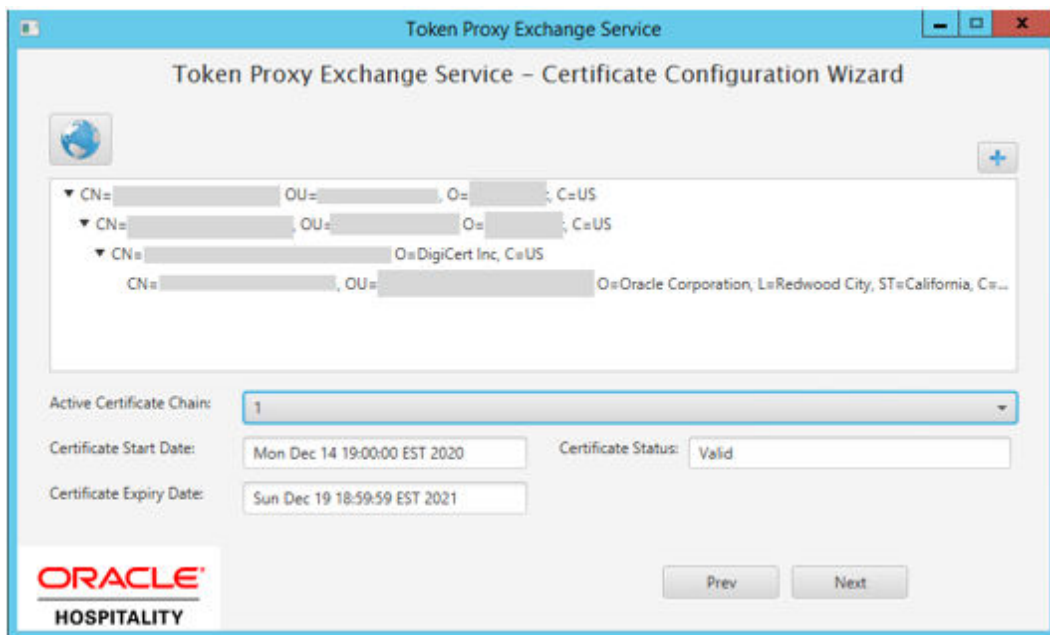 Token Proxy Exchange Service
Token Proxy Exchange Service – Certificate Configuration Wizard
CN= OU= , O= , C=US
CN= , OU= O= , C=US
CN= O=DigiCert Inc, C=US
CN= , OU= O=Oracle Corporation, L=Redwood City, ST=California, C=...
Active Certificate Chain: 1
Certificate Start Date: Mon Dec 14 19:00:00 EST 2020 Certificate Status: Valid
Certificate Expiry Date: Sun Dec 19 18:59:59 EST 2021
ORACLE
HOSPITALITY
Prev Next